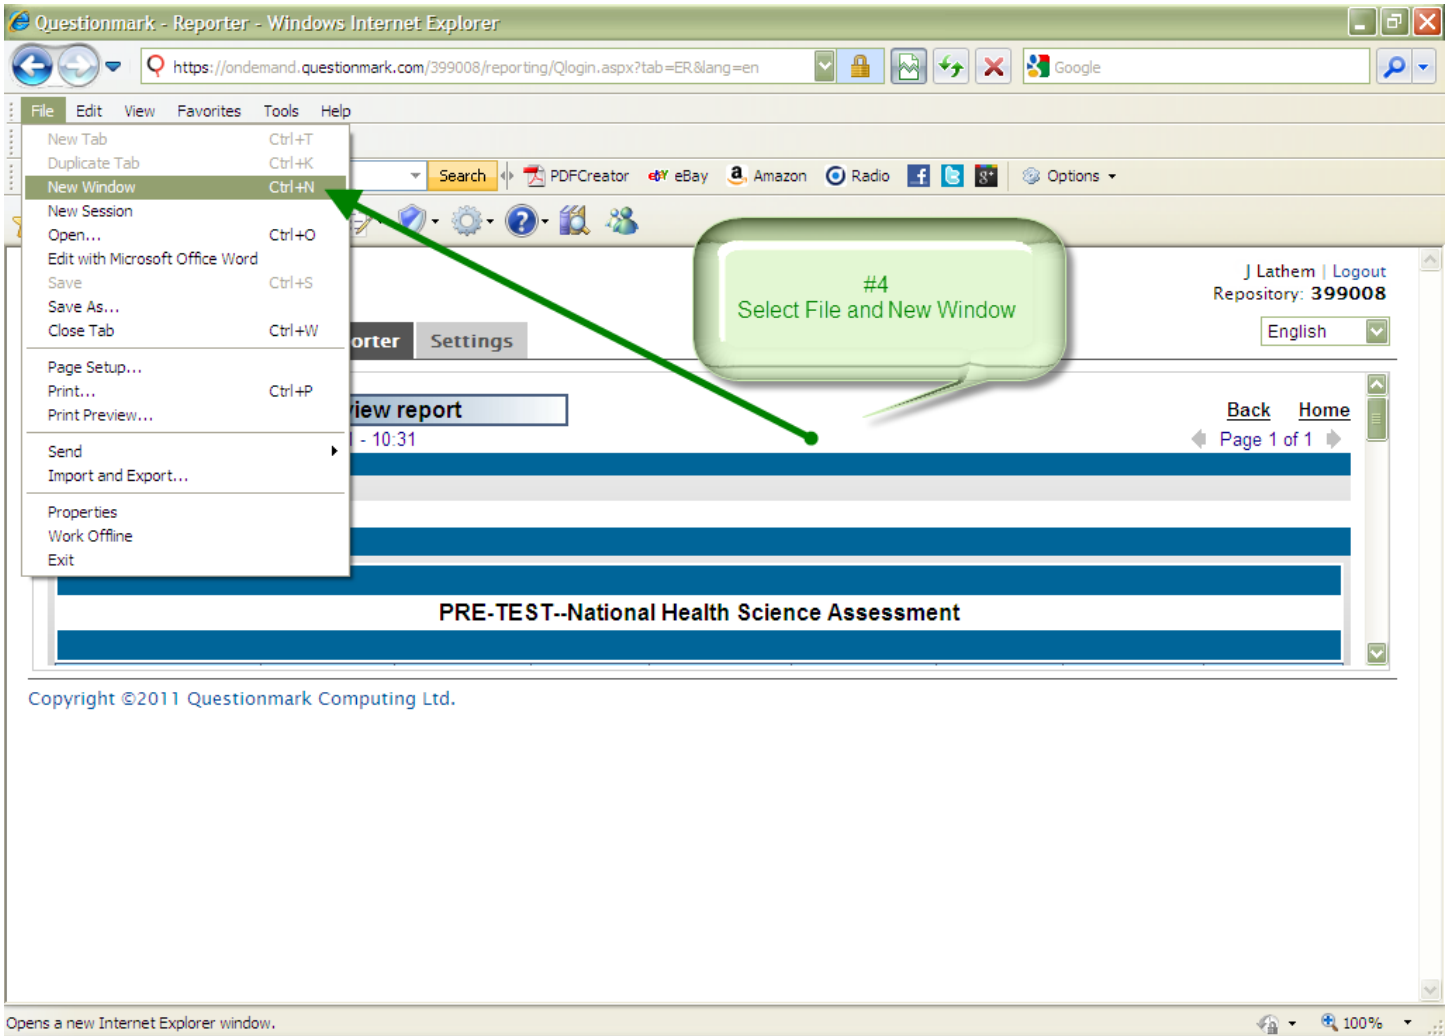 Questionmark - Reporter - Windows Internet Explorer
https://ondemand.questionmark.com/399008/reporting/Qlogin.aspx?tab=ER&lang=en
Google
File Edit View Favorites Tools Help
New Tab Ctrl+T
Duplicate Tab Ctrl+K
New Window Ctrl+N
New Session
Open... Ctrl+O
Edit with Microsoft Office Word
Save Ctrl+S
Save As...
Close Tab Ctrl+W
Page Setup...
Print... Ctrl+P
Print Preview...
Send
Import and Export...
Properties
Work Offline
Exit
Search PDFCreator eBay Amazon Radio Options
#4
Select File and New Window
J Lathem | Logout
Repository: 399008
English
orter Settings
view report
Back Home
- 10:31
Page 1 of 1
PRE-TEST--National Health Science Assessment
Copyright ©2011 Questionmark Computing Ltd.
Opens a new Internet Explorer window.
100%